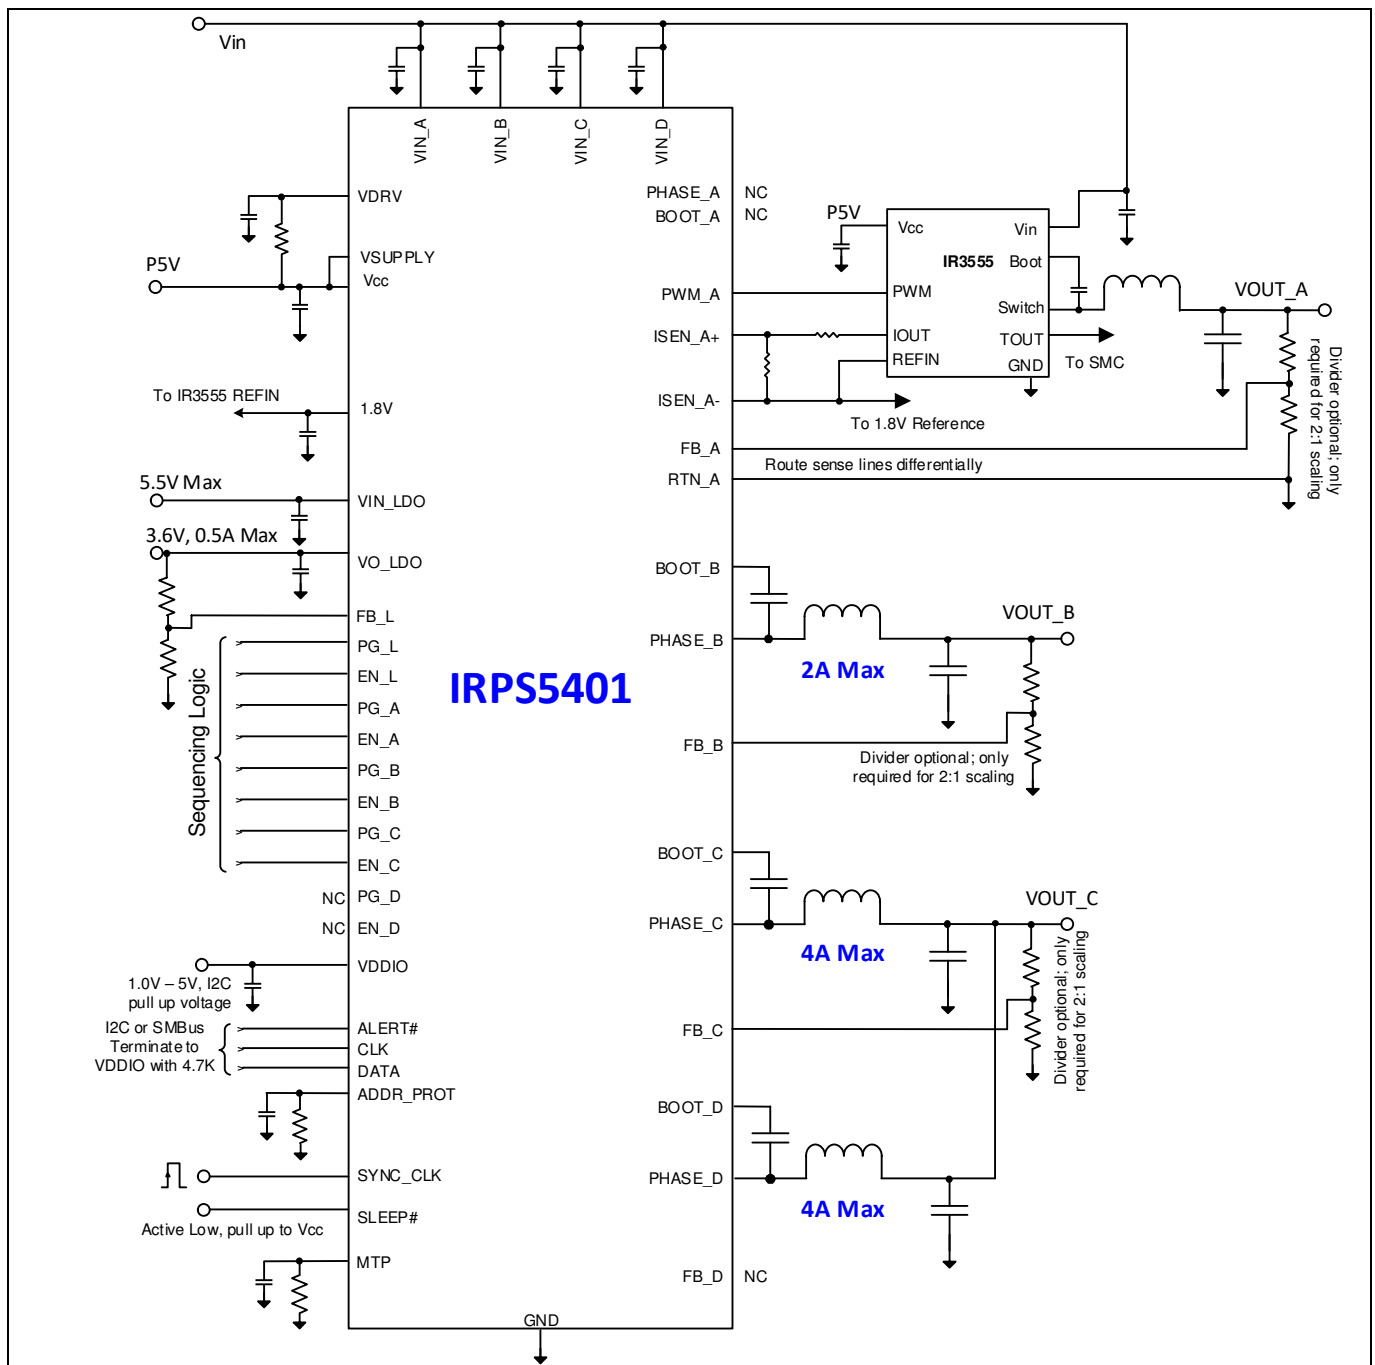 Vin
VIN_A
VIN_B
VIN_C
VIN_D
VDRV
VSUPPLY
P5V
Vcc
To IR3555 REFIN
1.8V
5.5V Max
VIN_LDO
3.6V, 0.5A Max
VO_LDO
FB_L
Sequencing Logic
PG_L
EN_L
PG_A
EN_A
PG_B
EN_B
PG_C
EN_C
NC PG_D
NC EN_D
VDDIO
1.0V – 5V, I2C
pull up voltage
I2C or SMBus
Terminate to
VDDIO with 4.7K
ALERT#
CLK
DATA
ADDR_PROT
SYNC_CLK
SLEEP#
Active Low, pull up to Vcc
MTP
IRPS5401
GND
PHASE_A NC
BOOT_A NC
PWM_A
ISEN_A+
ISEN_A-
FB_A
RTN_A
P5V
Vcc
Vin
IR3555
Boot
PWM
Switch
IOUT
TOUT
REFIN
GND
To SMC
To 1.8V Reference
Route sense lines differentially
VOUT_A
Divider optional; only
required for 2:1 scaling
BOOT_B
PHASE_B
2A Max
VOUT_B
FB_B
Divider optional; only
required for 2:1 scaling
BOOT_C
PHASE_C
4A Max
VOUT_C
FB_C
Divider optional; only
required for 2:1 scaling
BOOT_D
PHASE_D
4A Max
FB_D NC